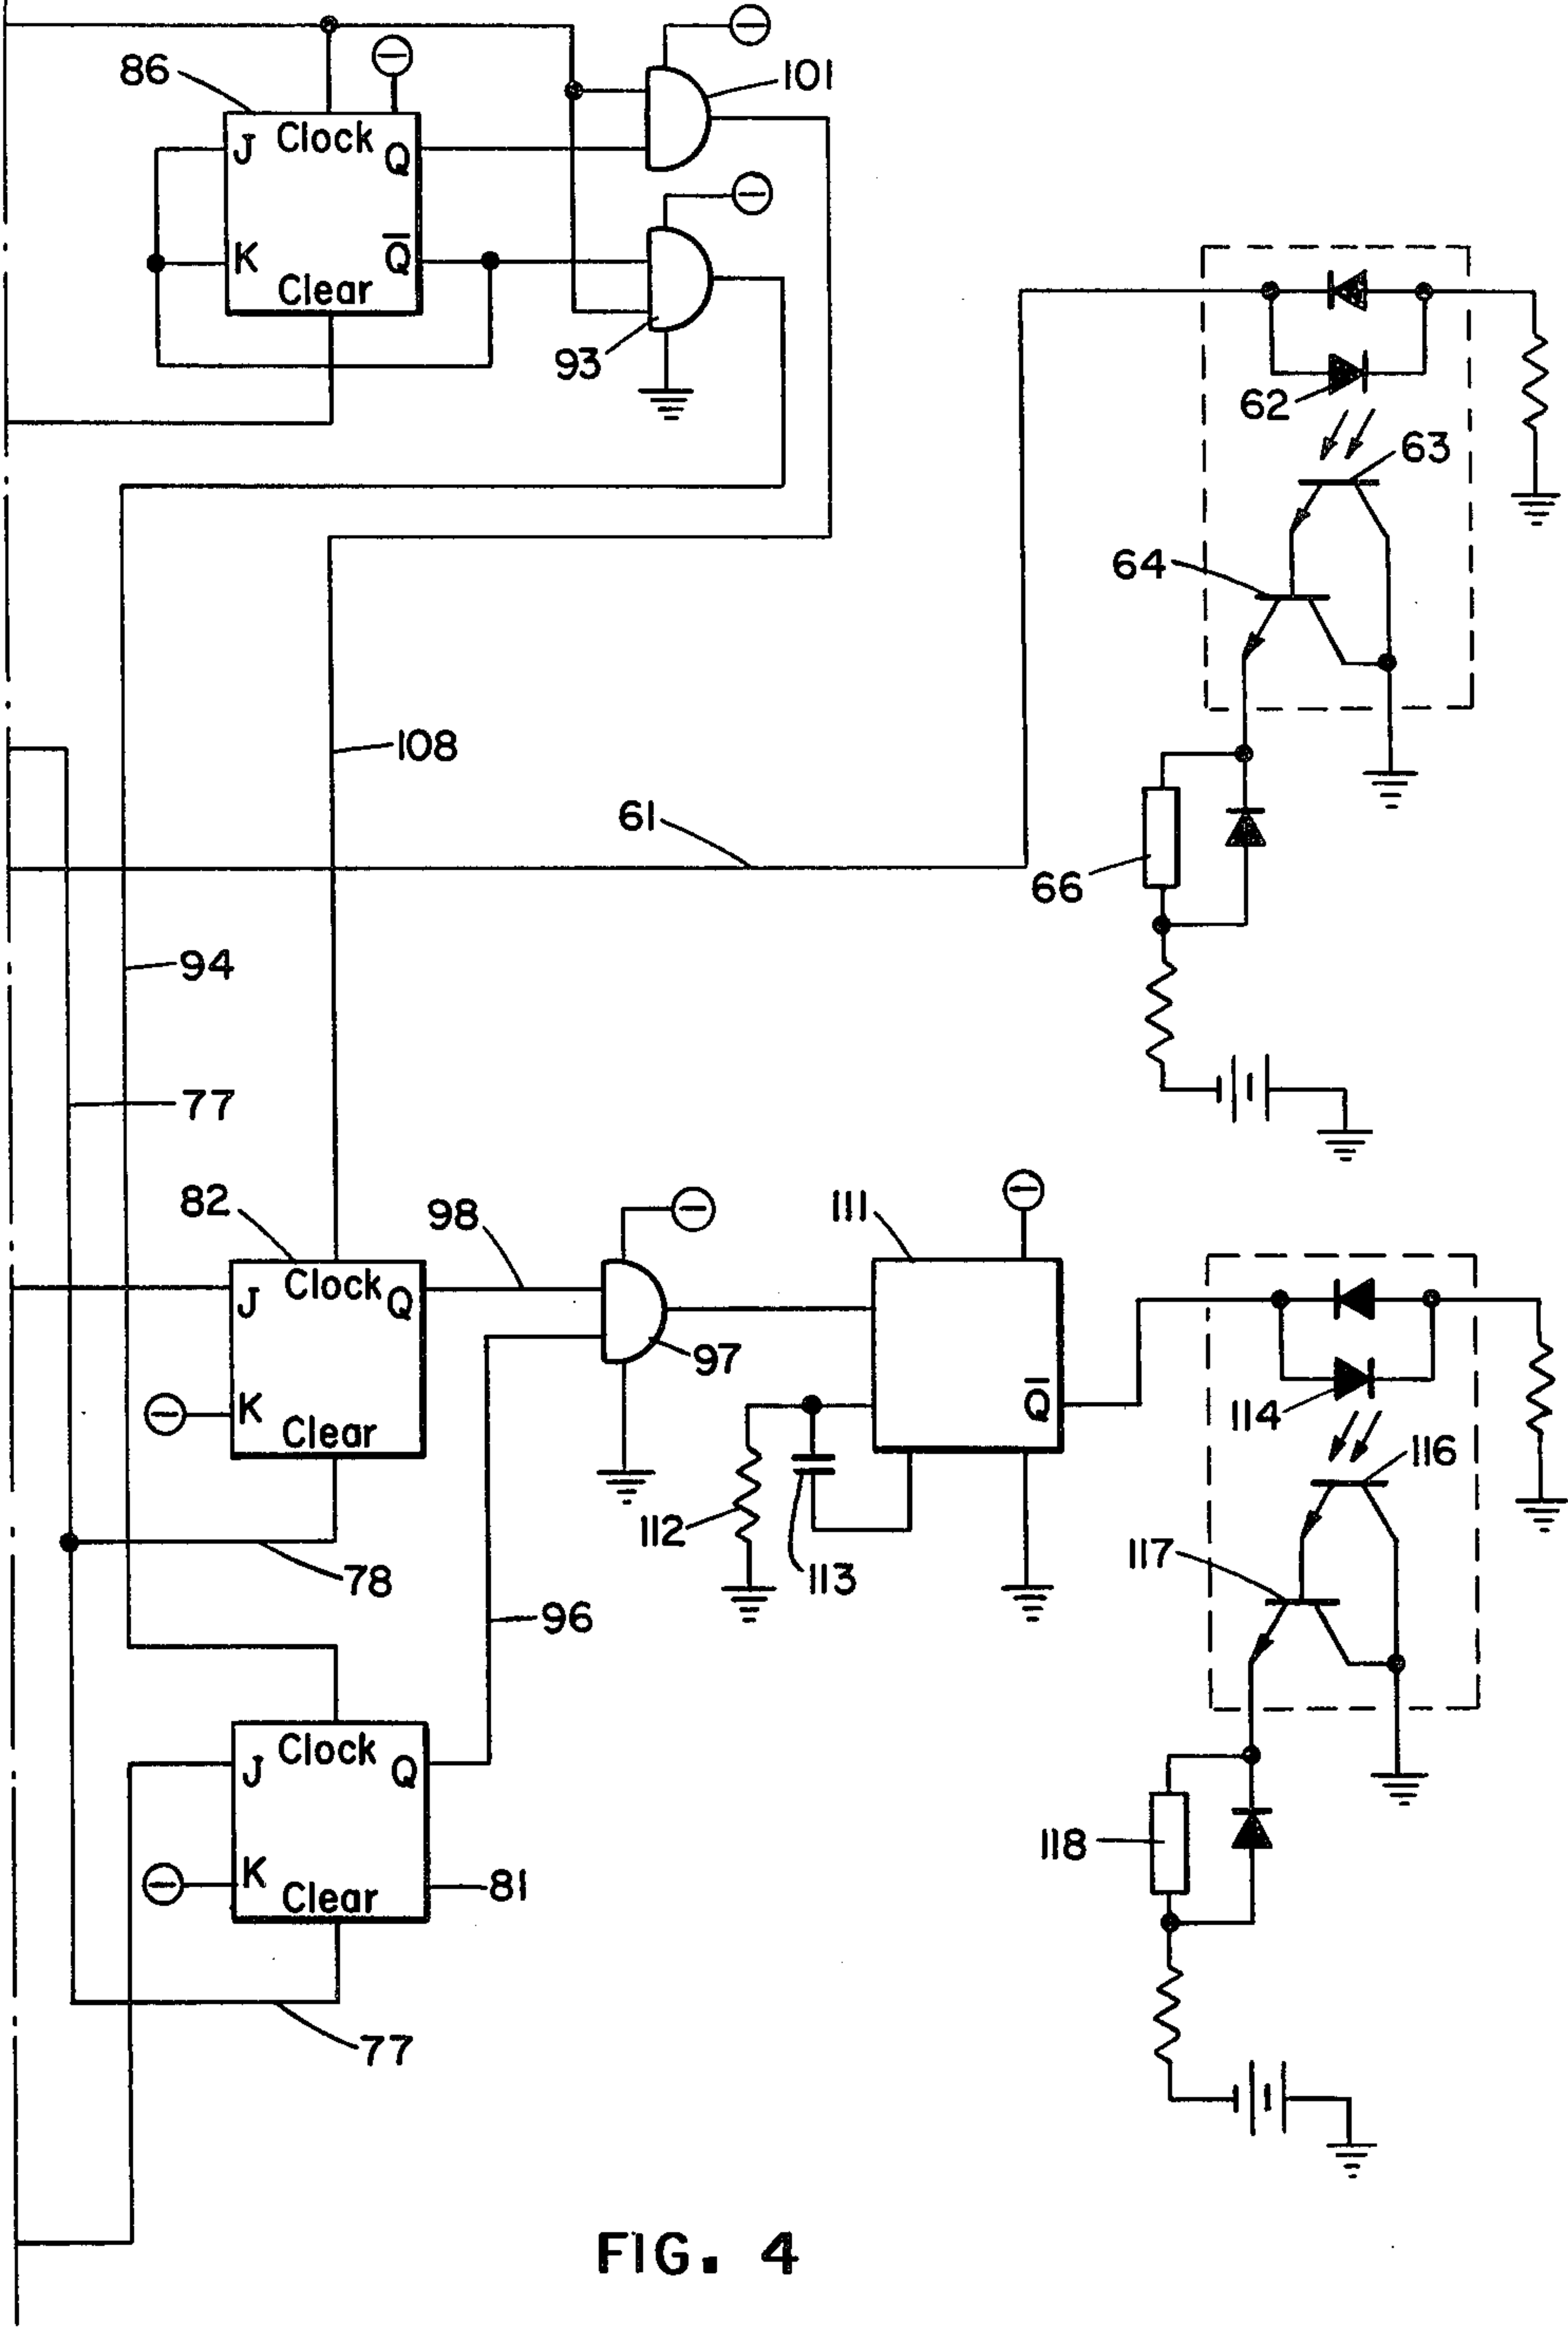 86
101
J Clock Q
K Q̅
Clear
93
62
63
64
108
61
66
94
77
82
98
111
J Clock Q
97
K
Clear
Q̅
114
116
112
113
117
78
96
J Clock Q
K
Clear
81
118
77
FIG. 4